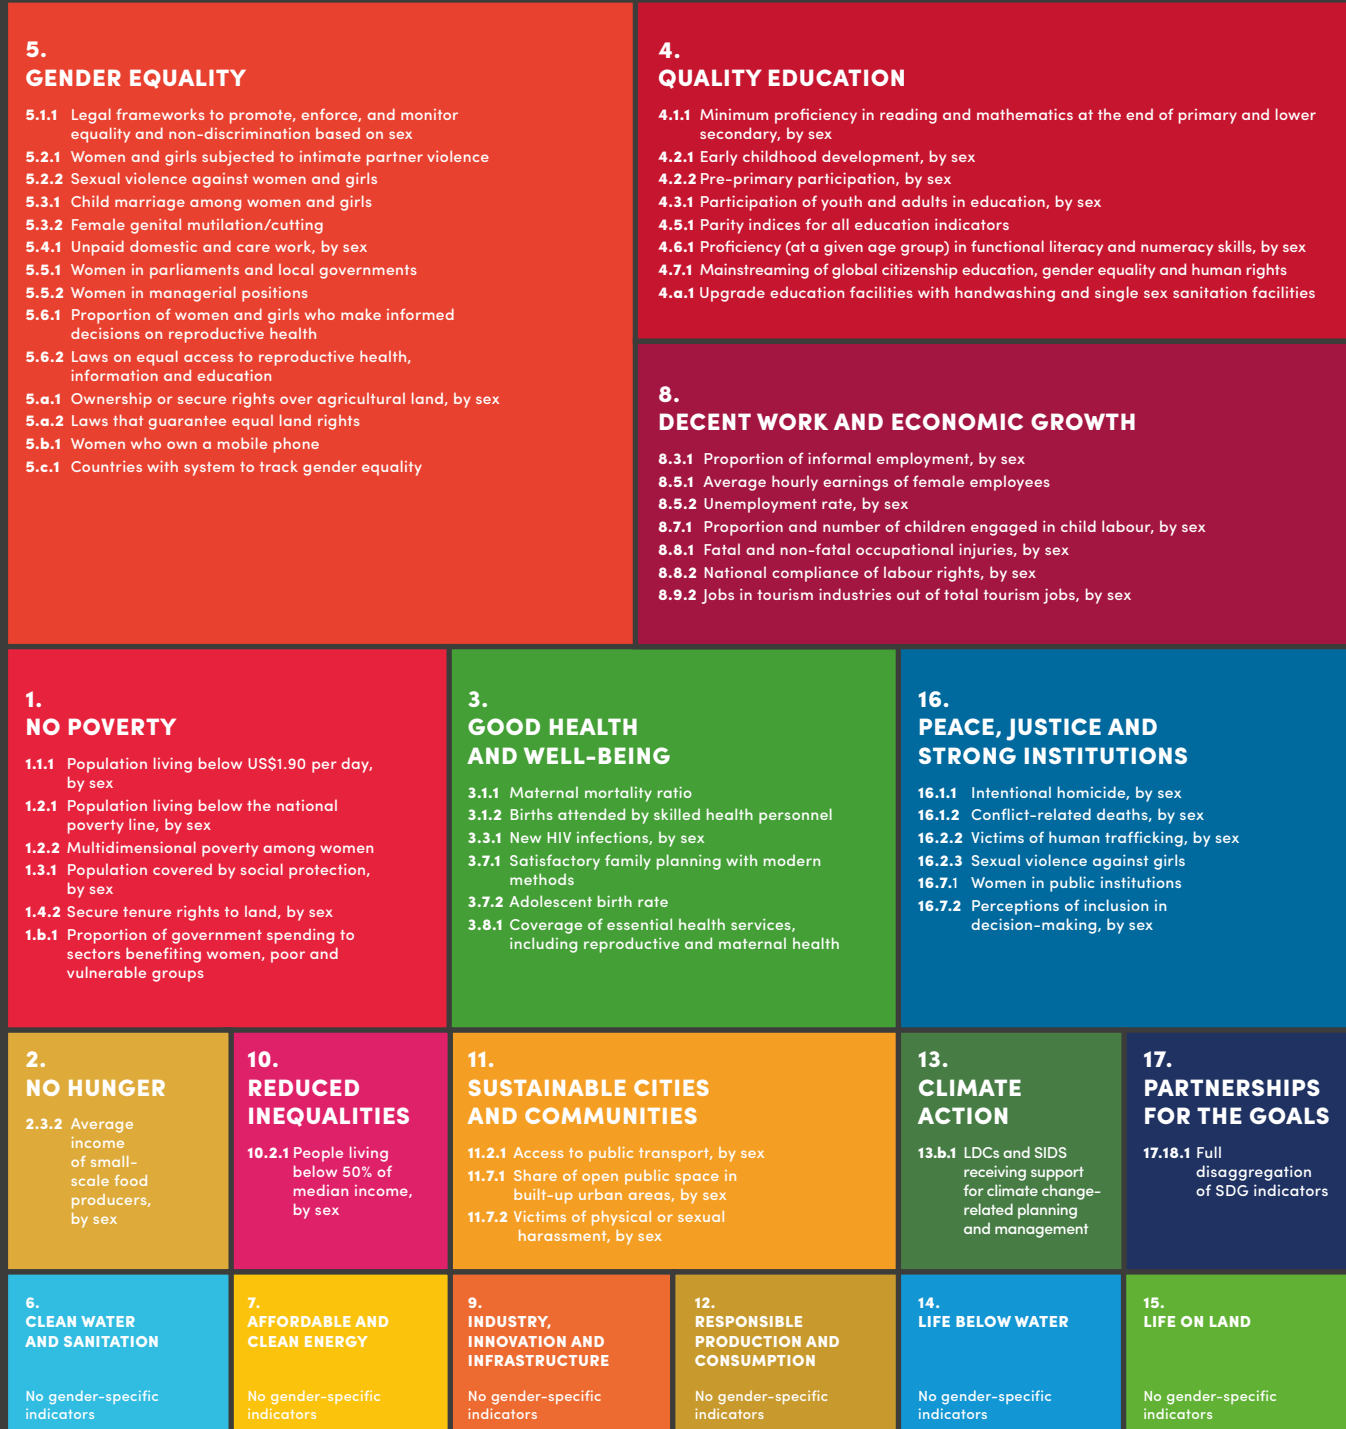 5.
GENDER EQUALITY
5.1.1 Legal frameworks to promote, enforce, and monitor
equality and non-discrimination based on sex
5.2.1 Women and girls subjected to intimate partner violence
5.2.2 Sexual violence against women and girls
5.3.1 Child marriage among women and girls
5.3.2 Female genital mutilation/cutting
5.4.1 Unpaid domestic and care work, by sex
5.5.1 Women in parliaments and local governments
5.5.2 Women in managerial positions
5.6.1 Proportion of women and girls who make informed
decisions on reproductive health
5.6.2 Laws on equal access to reproductive health,
information and education
5.a.1 Ownership or secure rights over agricultural land, by sex
5.a.2 Laws that guarantee equal land rights
5.b.1 Women who own a mobile phone
5.c.1 Countries with system to track gender equality
4.
QUALITY EDUCATION
4.1.1 Minimum proficiency in reading and mathematics at the end of primary and lower
secondary, by sex
4.2.1 Early childhood development, by sex
4.2.2 Pre-primary participation, by sex
4.3.1 Participation of youth and adults in education, by sex
4.5.1 Parity indices for all education indicators
4.6.1 Proficiency (at a given age group) in functional literacy and numeracy skills, by sex
4.7.1 Mainstreaming of global citizenship education, gender equality and human rights
4.a.1 Upgrade education facilities with handwashing and single sex sanitation facilities
8.
DECENT WORK AND ECONOMIC GROWTH
8.3.1 Proportion of informal employment, by sex
8.5.1 Average hourly earnings of female employees
8.5.2 Unemployment rate, by sex
8.7.1 Proportion and number of children engaged in child labour, by sex
8.8.1 Fatal and non-fatal occupational injuries, by sex
8.8.2 National compliance of labour rights, by sex
8.9.2 Jobs in tourism industries out of total tourism jobs, by sex
1.
NO POVERTY
1.1.1 Population living below US$1.90 per day,
by sex
1.2.1 Population living below the national
poverty line, by sex
1.2.2 Multidimensional poverty among women
1.3.1 Population covered by social protection,
by sex
1.4.2 Secure tenure rights to land, by sex
1.b.1 Proportion of government spending to
sectors benefiting women, poor and
vulnerable groups
3.
GOOD HEALTH
AND WELL-BEING
3.1.1 Maternal mortality ratio
3.1.2 Births attended by skilled health personnel
3.3.1 New HIV infections, by sex
3.7.1 Satisfactory family planning with modern
methods
3.7.2 Adolescent birth rate
3.8.1 Coverage of essential health services,
including reproductive and maternal health
16.
PEACE, JUSTICE AND
STRONG INSTITUTIONS
16.1.1 Intentional homicide, by sex
16.1.2 Conflict-related deaths, by sex
16.2.2 Victims of human trafficking, by sex
16.2.3 Sexual violence against girls
16.7.1 Women in public institutions
16.7.2 Perceptions of inclusion in
decision-making, by sex
2.
NO HUNGER
2.3.2 Average
income
of small-
scale food
producers,
by sex
10.
REDUCED
INEQUALITIES
10.2.1 People living
below 50% of
median income,
by sex
11.
SUSTAINABLE CITIES
AND COMMUNITIES
11.2.1 Access to public transport, by sex
11.7.1 Share of open public space in
built-up urban areas, by sex
11.7.2 Victims of physical or sexual
harassment, by sex
13.
CLIMATE
ACTION
13.b.1 LDCs and SIDS
receiving support
for climate change-
related planning
and management
17.
PARTNERSHIPS
FOR THE GOALS
17.18.1 Full
disaggregation
of SDG indicators
6.
CLEAN WATER
AND SANITATION
No gender-specific
indicators
7.
AFFORDABLE AND
CLEAN ENERGY
No gender-specific
indicators
9.
INDUSTRY,
INNOVATION AND
INFRASTRUCTURE
No gender-specific
indicators
12.
RESPONSIBLE
PRODUCTION AND
CONSUMPTION
No gender-specific
indicators
14.
LIFE BELOW WATER
No gender-specific
indicators
15.
LIFE ON LAND
No gender-specific
indicators